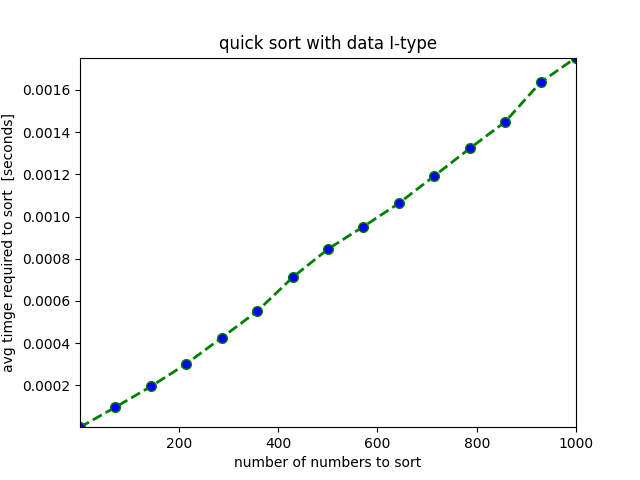 quick sort with data I-type
avg timge required to sort  [seconds]
0.0016
0.0014
0.0012
0.0010
0.0008
0.0006
0.0004
0.0002
200 400 600 800 1000
number of numbers to sort